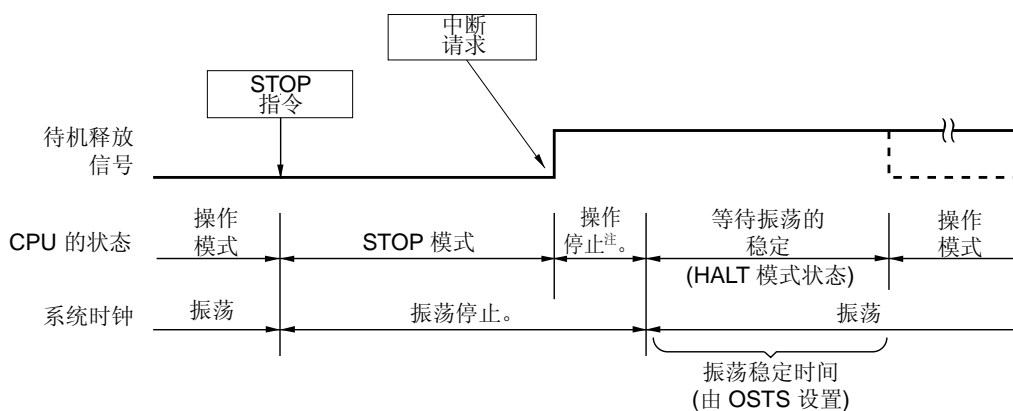 中断
请求
STOP
指令
待机释放
信号
CPU 的状态
操作
模式
STOP 模式
操作
停止注。
等待振荡的
稳定
(HALT 模式状态)
操作
模式
系统时钟
振荡
振荡停止。
振荡
振荡稳定时间
(由 OSTS 设置)